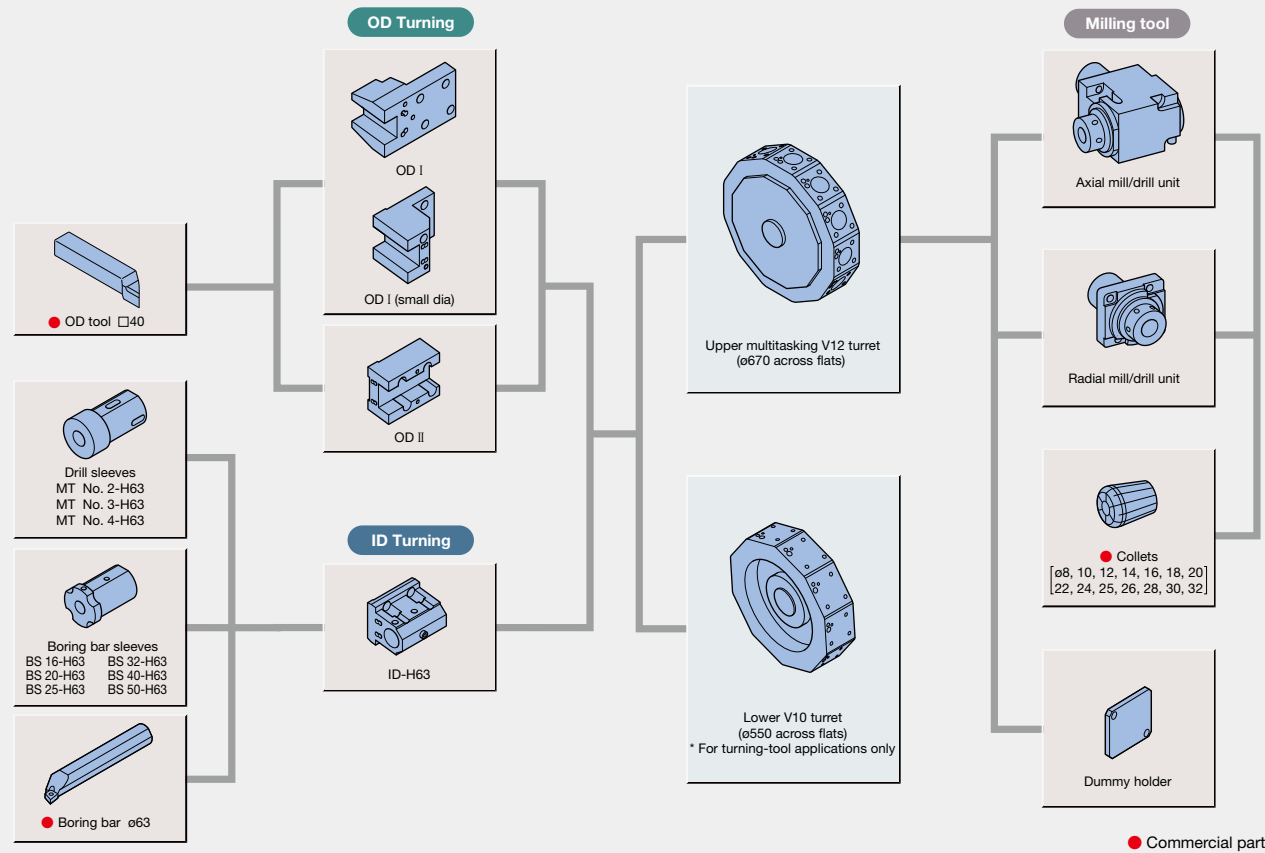 OD Turning
Milling tool
OD Ⅰ
OD Ⅰ (small dia)
OD Ⅱ
● OD tool □40
Drill sleeves
MT No. 2-H63
MT No. 3-H63
MT No. 4-H63
Boring bar sleeves
BS 16-H63 BS 32-H63
BS 20-H63 BS 40-H63
BS 25-H63 BS 50-H63
● Boring bar ø63
ID Turning
ID-H63
Upper multitasking V12 turret
(ø670 across flats)
Lower V10 turret
(ø550 across flats)
* For turning-tool applications only
Axial mill/drill unit
Radial mill/drill unit
● Collets
[ø8, 10, 12, 14, 16, 18, 20
22, 24, 25, 26, 28, 30, 32]
Dummy holder
● Commercial part